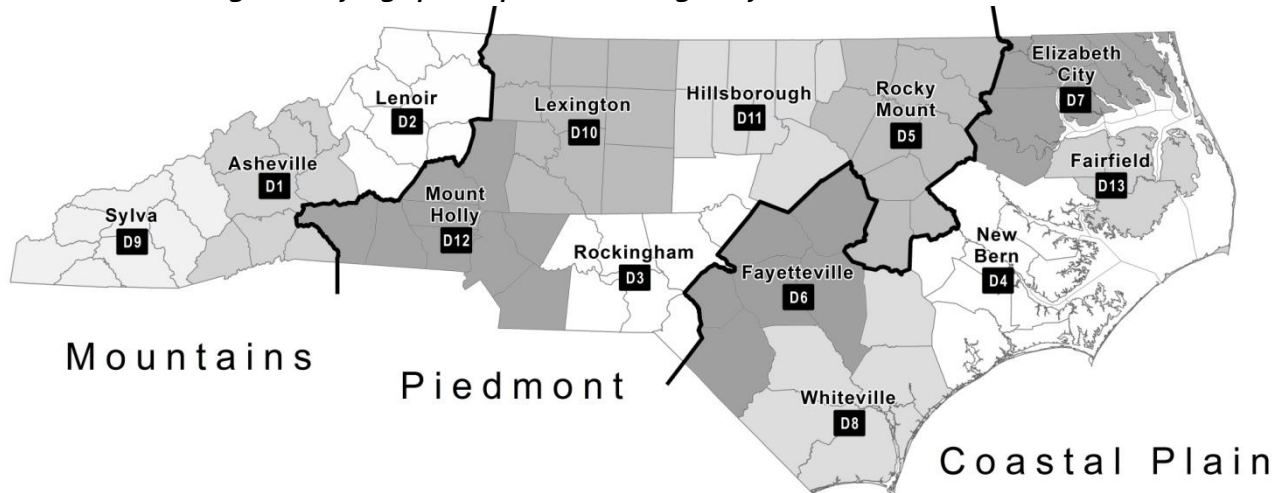 Elizabeth
City
D7
Rocky
Mount
D5
Hillsborough
D11
Lenoir
D2
Lexington
D10
Asheville
D1
Fairfield
D13
Mount
Holly
D12
Sylva
D9
New
Bern
D4
Rockingham
D3
Fayetteville
D6
Mountains
Piedmont
Whiteville
D8
Coastal Plain